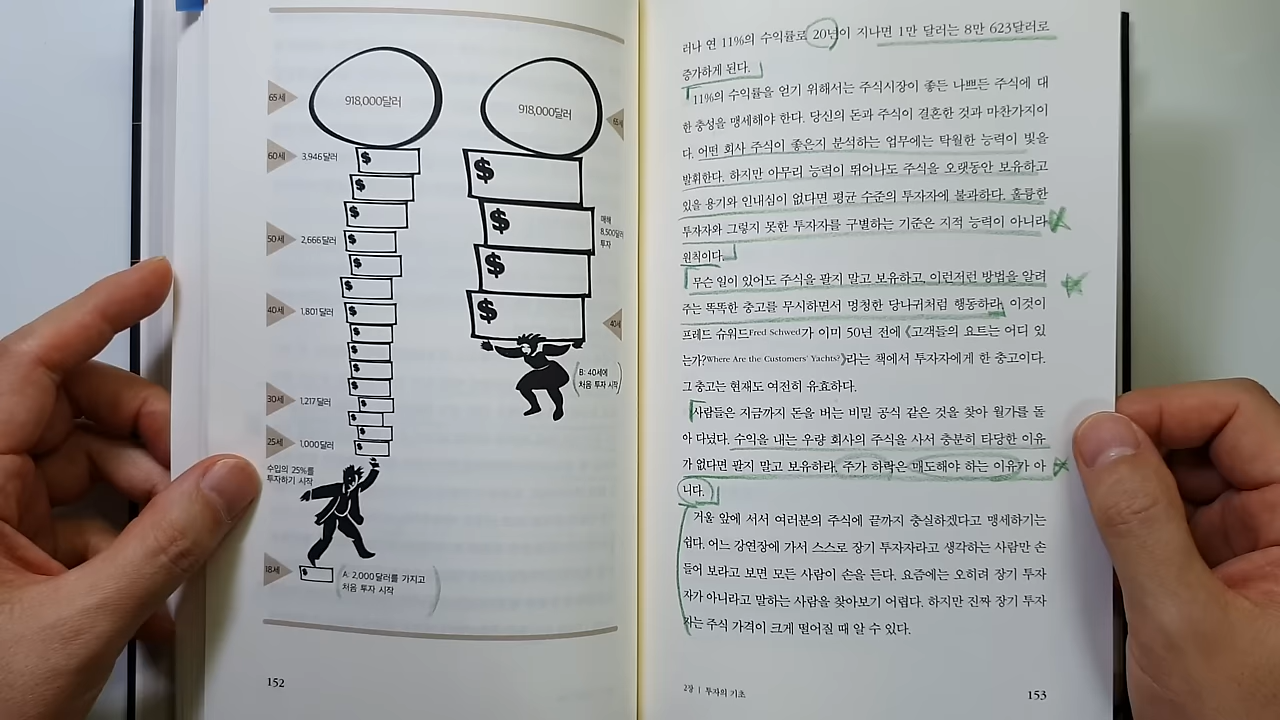 918,000달러
918,000달러
65세
65세
60세 3,946달러
$
$
$
매해
8,500달러
투자
50세 2,666달러
$
$
$
$
$
40세 1,801달러
$
$
$
$
$
$
40세
B: 40세에
처음 투자 시작
30세 1,217달러
$
$
25세 1,000달러
$
$
수입의 25%를
투자하기 시작
18세
$
A: 2,000달러를 가지고
처음 투자 시작
152
러나 연 11%의 수익률로 20년이 지나면 1만 달러는 8만 623달러로
증가하게 된다.
11%의 수익률을 얻기 위해서는 주식시장이 좋든 나쁘든 주식에 대
한 충성을 맹세해야 한다. 당신의 돈과 주식이 결혼한 것과 마찬가지이
다. 어떤 회사 주식이 좋은지 분석하는 업무에는 탁월한 능력이 빛을
발휘한다. 하지만 아무리 능력이 뛰어나도 주식을 오랫동안 보유하고
있을 용기와 인내심이 없다면 평균 수준의 투자자에 불과하다. 훌륭한
투자자와 그렇지 못한 투자자를 구별하는 기준은 지적 능력이 아니라
원칙이다.
무슨 일이 있어도 주식을 팔지 말고 보유하고, 이런저런 방법을 알려
주는 똑똑한 충고를 무시하면서 멍청한 당나귀처럼 행동하라. 이것이
프레드 슈워드Fred Schwed가 이미 50년 전에 《고객들의 요트는 어디 있
는가?Where Are the Customers' Yachts?》라는 책에서 투자자에게 한 충고이다.
그 충고는 현재도 여전히 유효하다.
사람들은 지금까지 돈을 버는 비밀 공식 같은 것을 찾아 월가를 돌
아 다녔다. 수익을 내는 우량 회사의 주식을 사서 충분히 타당한 이유
가 없다면 팔지 말고 보유하라. 주가 하락은 매도해야 하는 이유가 아
니다.
거울 앞에 서서 여러분의 주식에 끝까지 충실하겠다고 맹세하기는
쉽다. 어느 강연장에 가서 스스로 장기 투자자라고 생각하는 사람만 손
들어 보라고 보면 모든 사람이 손을 든다. 요즘에는 오히려 장기 투자
자가 아니라고 말하는 사람을 찾아보기 어렵다. 하지만 진짜 장기 투자
자는 주식 가격이 크게 떨어질 때 알 수 있다.
2장 | 투자의 기초
153